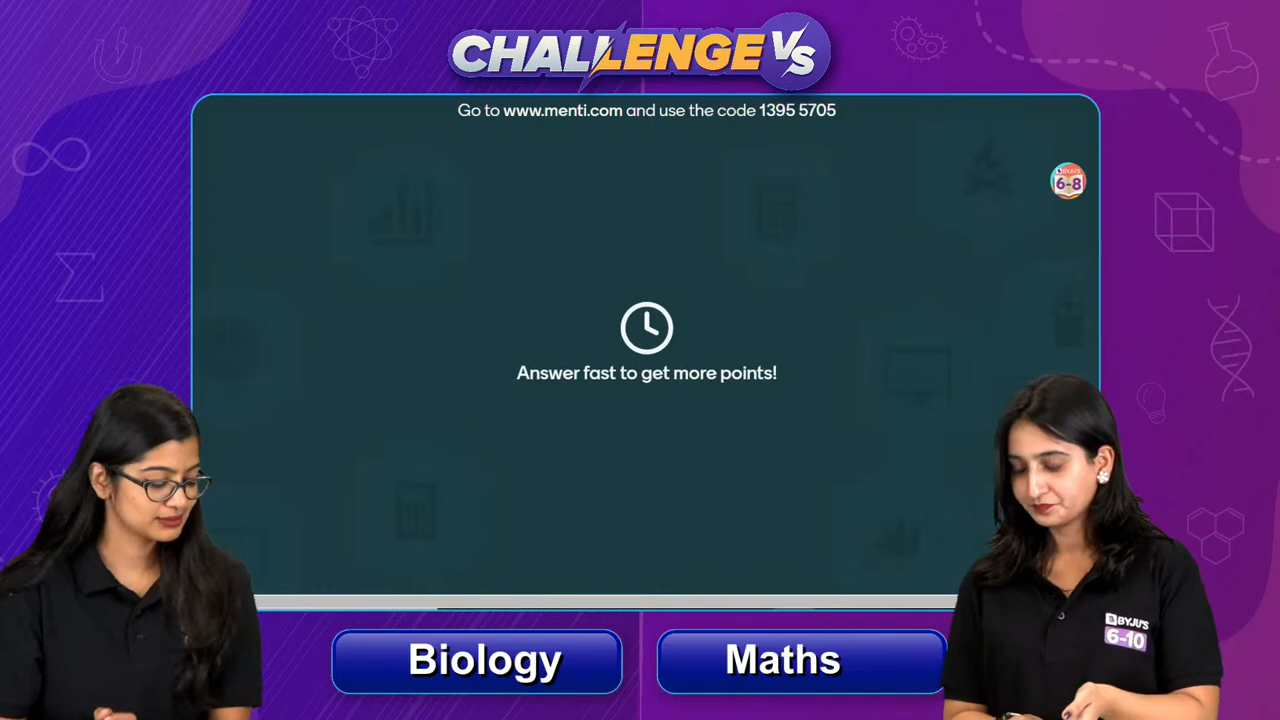 CHALLENGE VS
Go to www.menti.com and use the code 1395 5705
BYJU'S
6-8
Answer fast to get more points!
BYJU'S
6-10
Biology
Maths